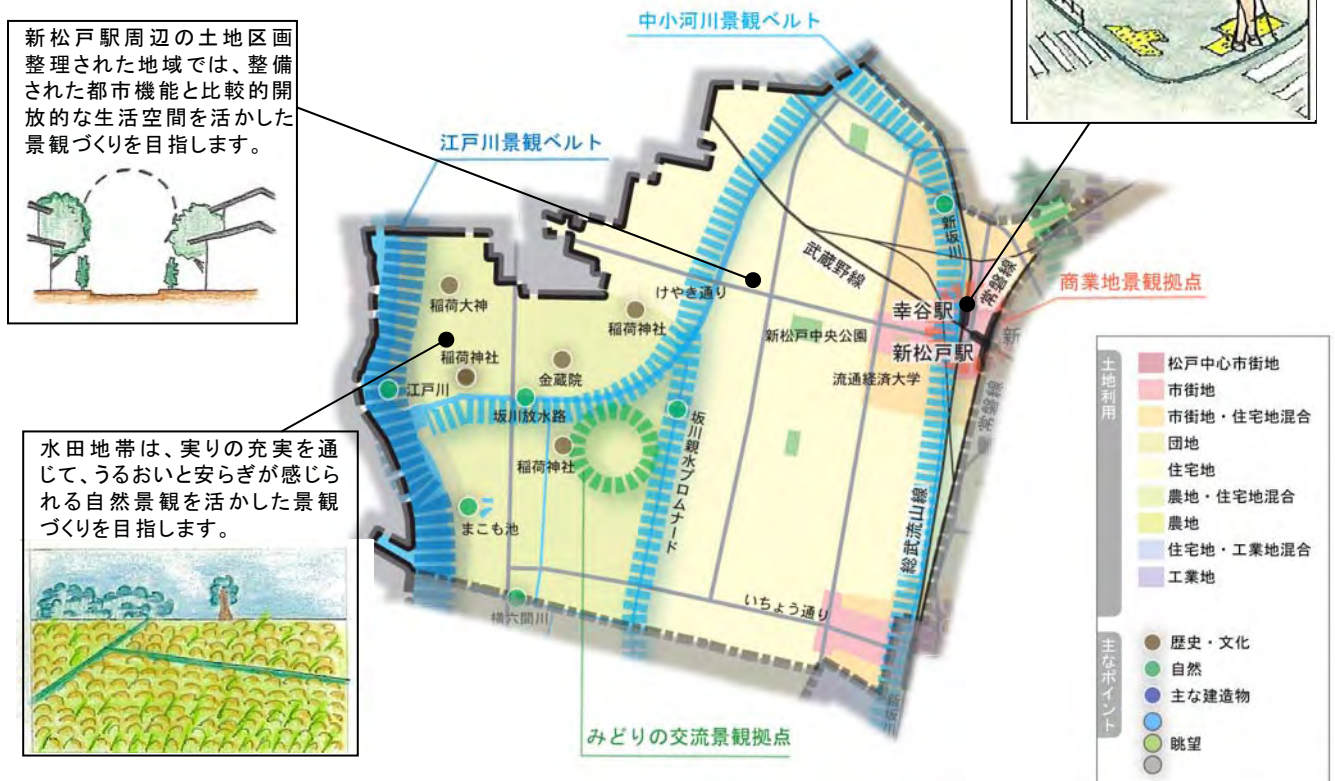 新松戸駅周辺の土地区画
整理された地域では、整備
された都市機能と比較的開
放的な生活空間を活かした
景観づくりを目指します。
中小河川景観ベルト
江戸川景観ベルト
稲荷大神
稲荷神社
けやき通り
武蔵野線
新坂川
常磐線
商業地景観拠点
幸谷駅
新松戸駅
新松戸中央公園
流通経済大学
稲荷神社
金蔵院
江戸川
坂川放水路
稲荷神社
坂川親水プロムナード
まこも池
総武流山線
横六間川
いちょう通り
みどりの交流景観拠点
水田地帯は、実りの充実を通
じて、うるおいと安らぎが感じら
れる自然景観を活かした景観
づくりを目指します。
土地利用
松戸中心市街地
市街地
市街地・住宅地混合
団地
住宅地
農地・住宅地混合
農地
住宅地・工業地混合
工業地
主なポイント
歴史・文化
自然
主な建造物
眺望